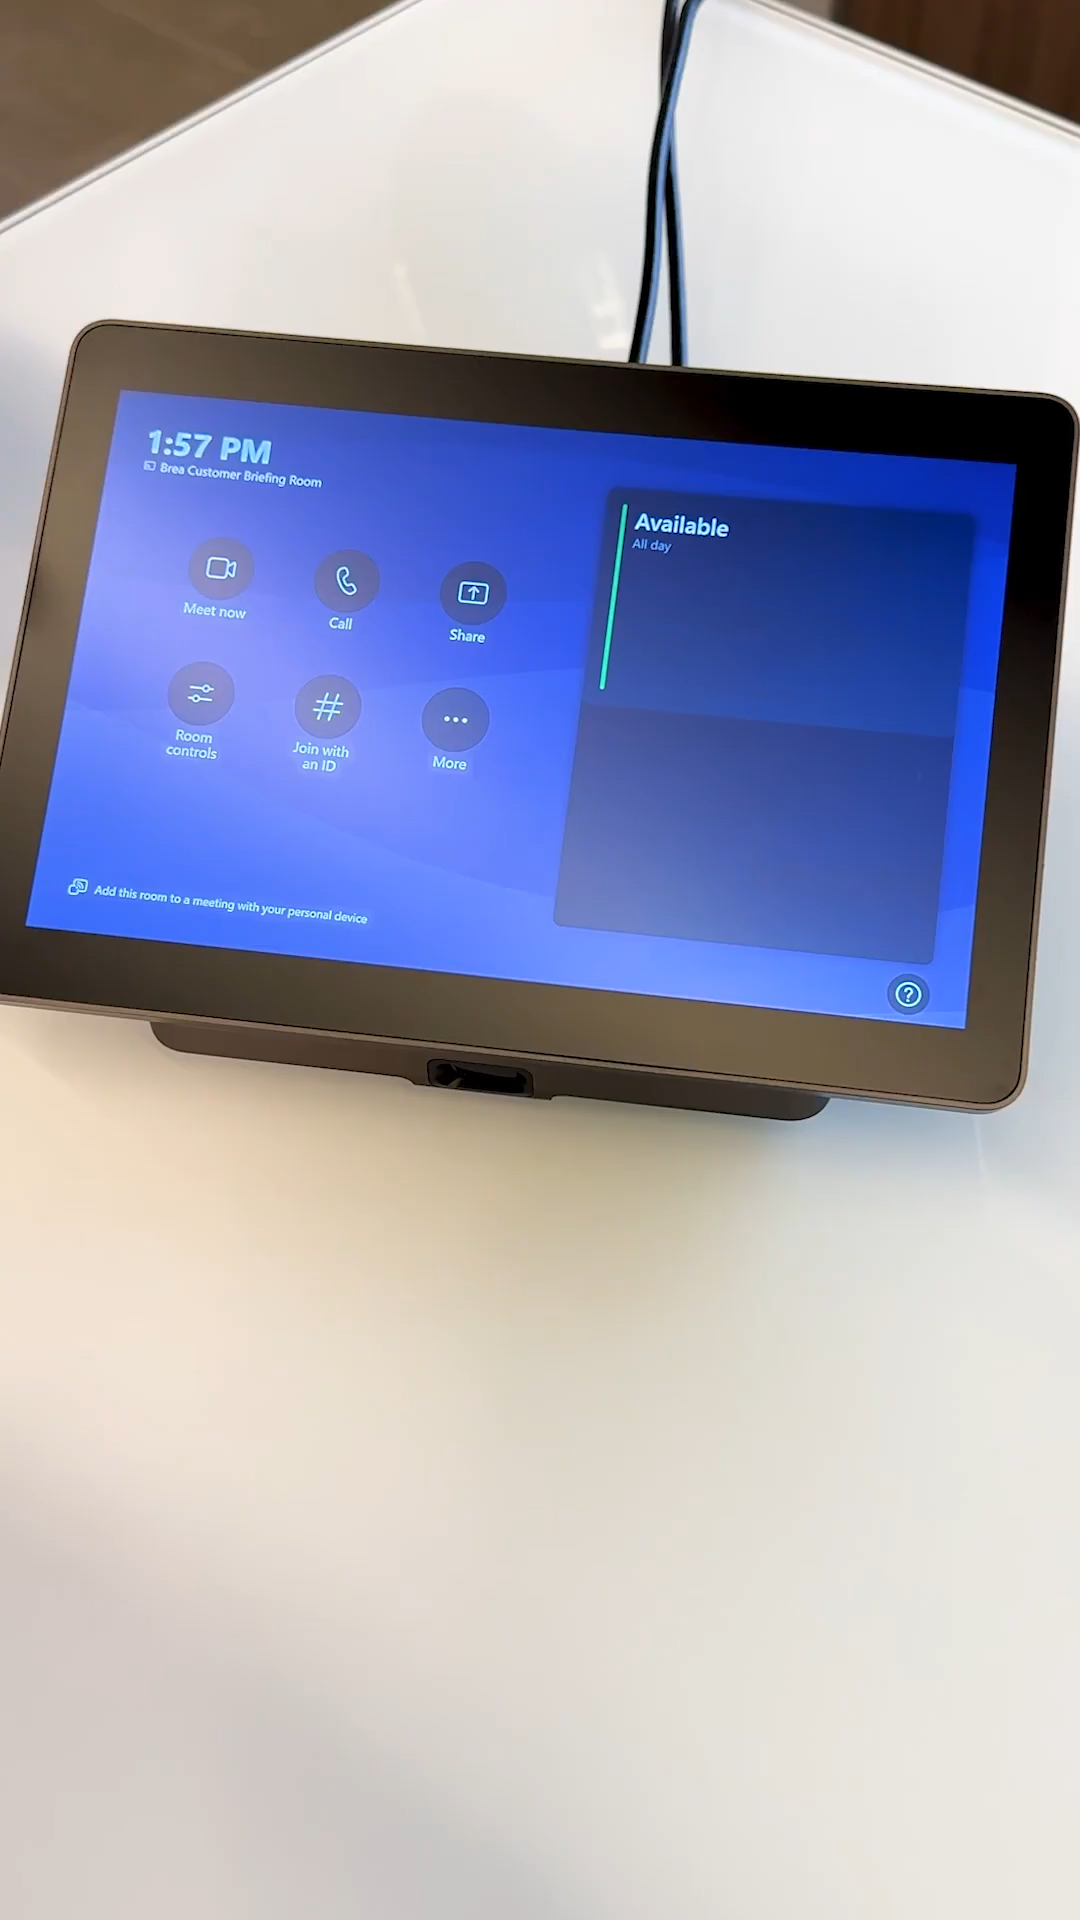 1:57 PM
Brea Customer Briefing Room
Meet now
Call
Share
Room
controls
Join with
an ID
More
Add this room to a meeting with your personal device
Available
All day
?